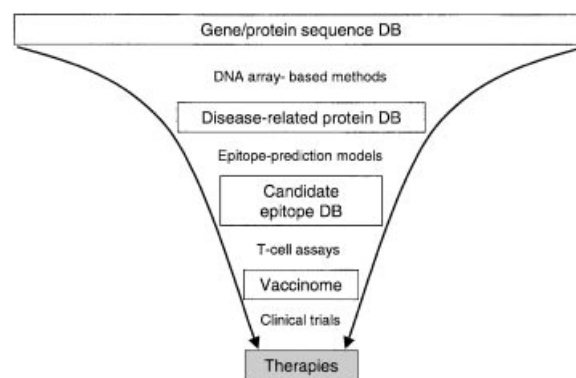 Gene/protein sequence DB
DNA array- based methods
Disease-related protein DB
Epitope-prediction models
Candidate
epitope DB
T-cell assays
Vaccinome
Clinical trials
Therapies